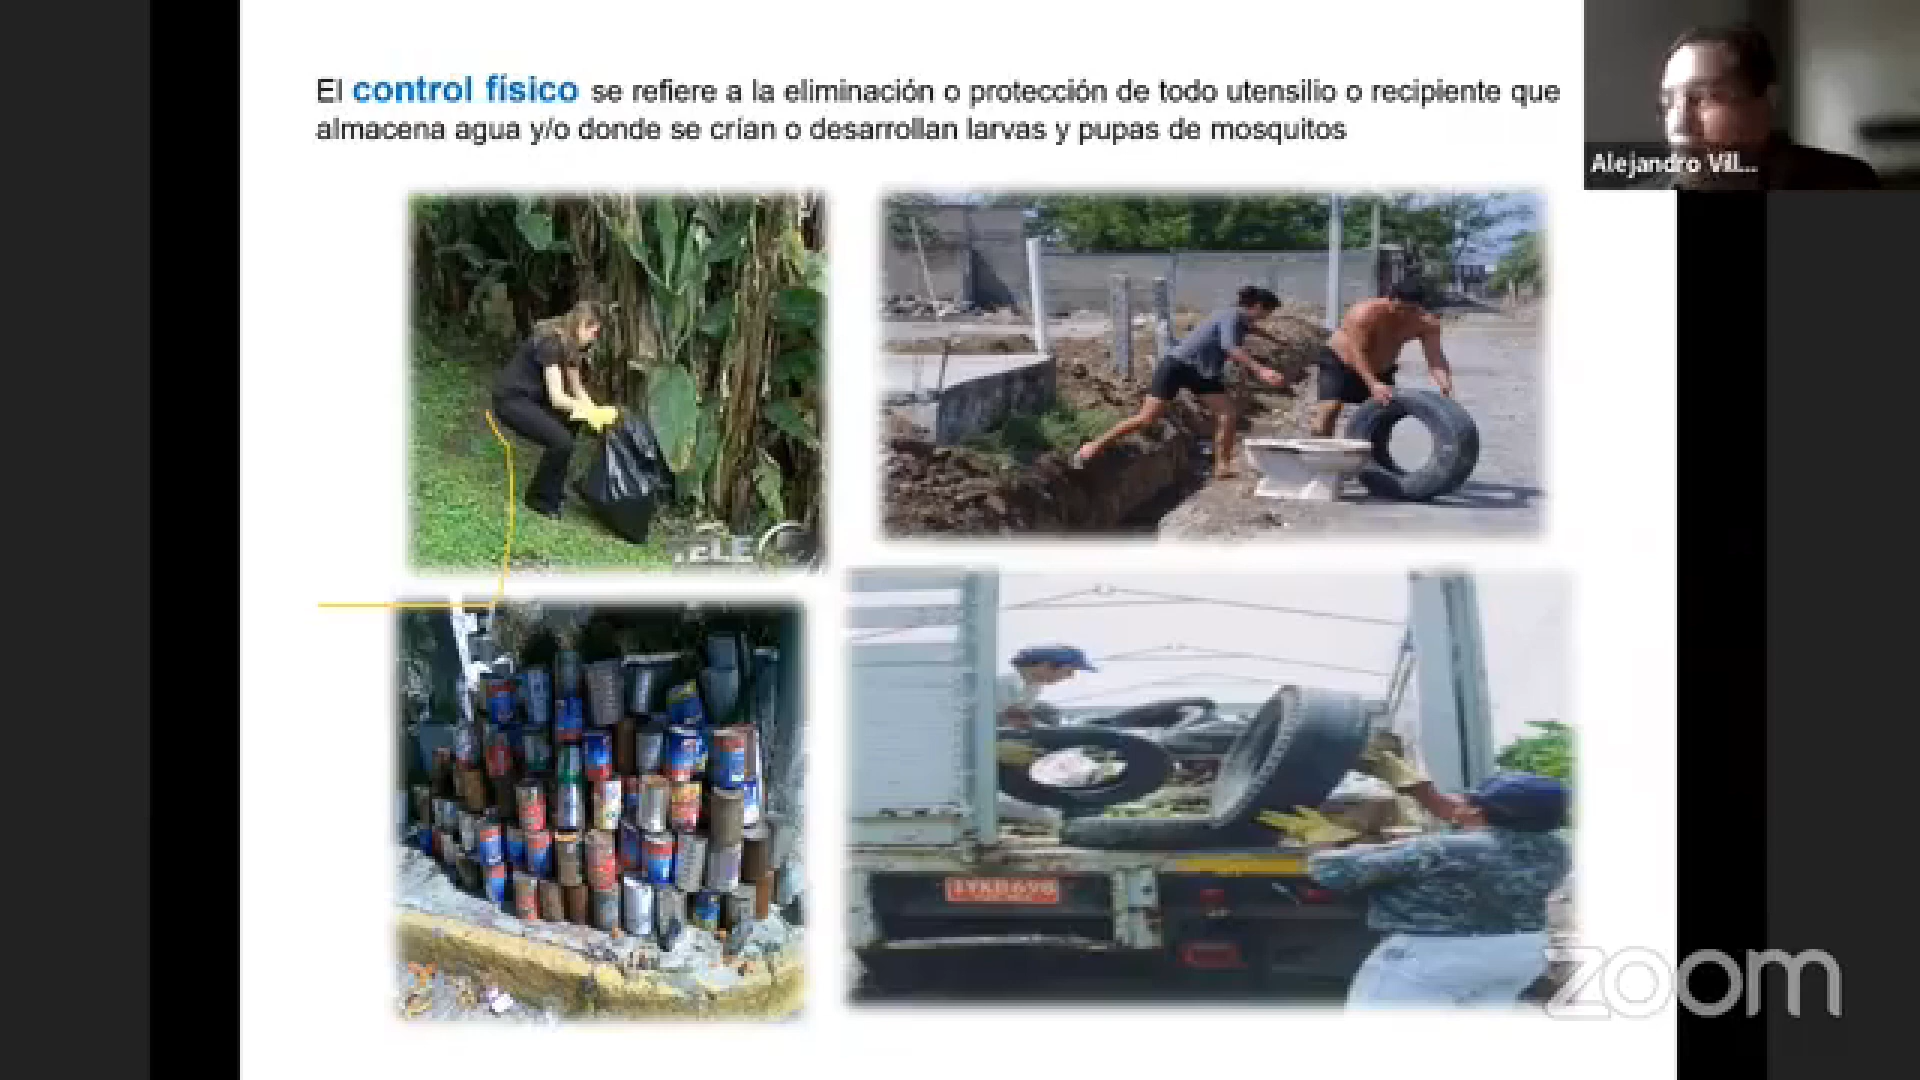 El control físico se refiere a la eliminación o protección de todo utensilio o recipiente que
almacena agua y/o donde se crían o desarrollan larvas y pupas de mosquitos
Alejandro Vill...
TELE
zoom